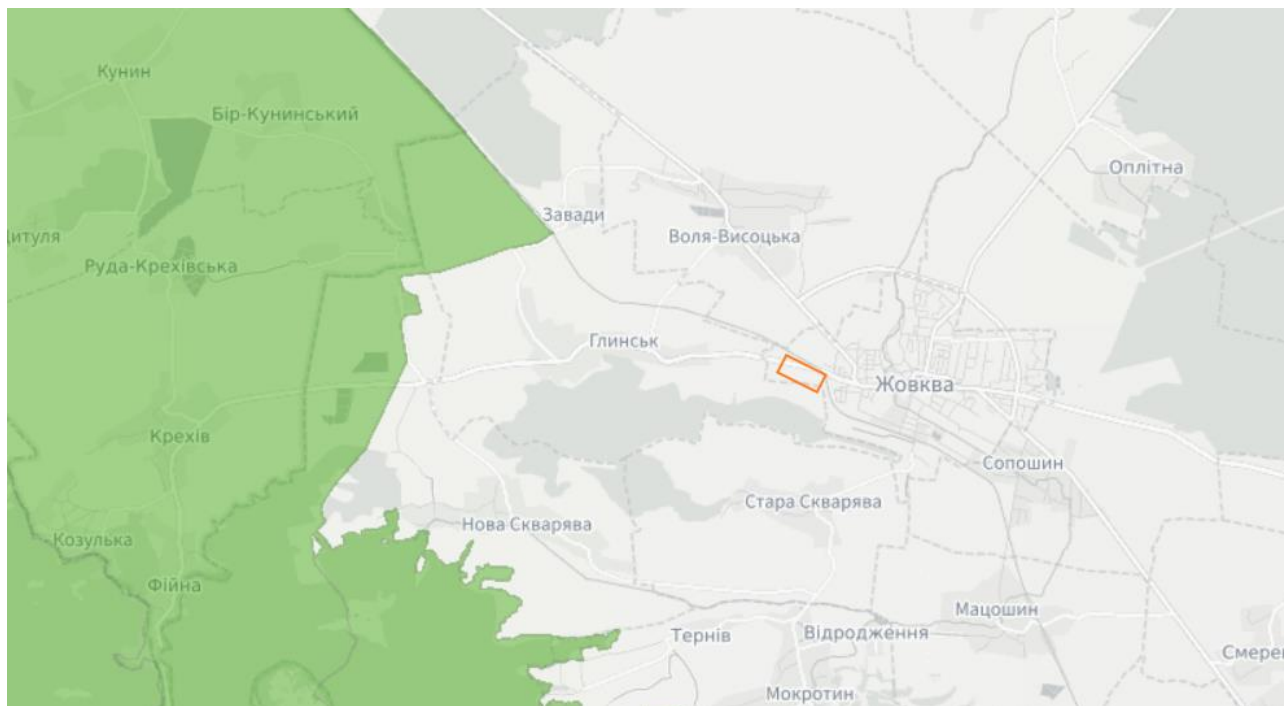 Кунин
Бір-Кунинський
Оплітна
Завади
Воля-Висоцька
Руда-Крехівська
Глинськ
Жовква
Крехів
Сопошин
Стара Скварява
Нова Скварява
Козулька
Фійна
Мацошин
Тернів
Відродження
Мокротин